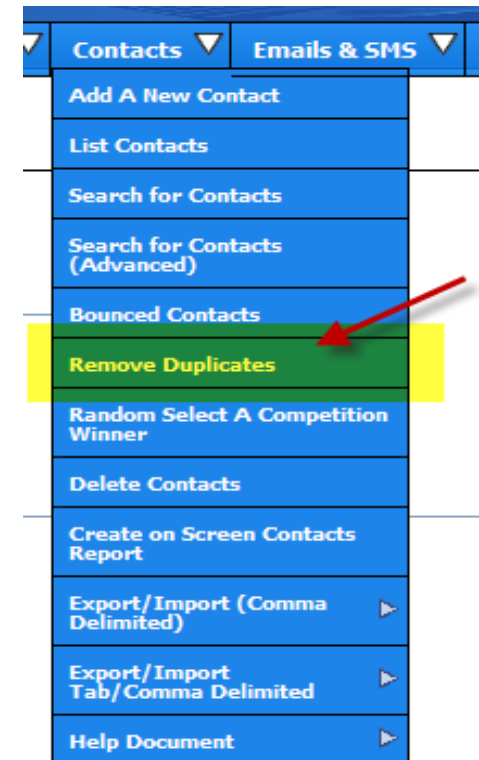 Contacts Emails & SMS
Add A New Contact
List Contacts
Search for Contacts
Search for Contacts
(Advanced)
Bounced Contacts
Remove Duplicates
Random Select A Competition
Winner
Delete Contacts
Create on Screen Contacts
Report
Export/Import (Comma
Delimited)
Export/Import
Tab/Comma Delimited
Help Document